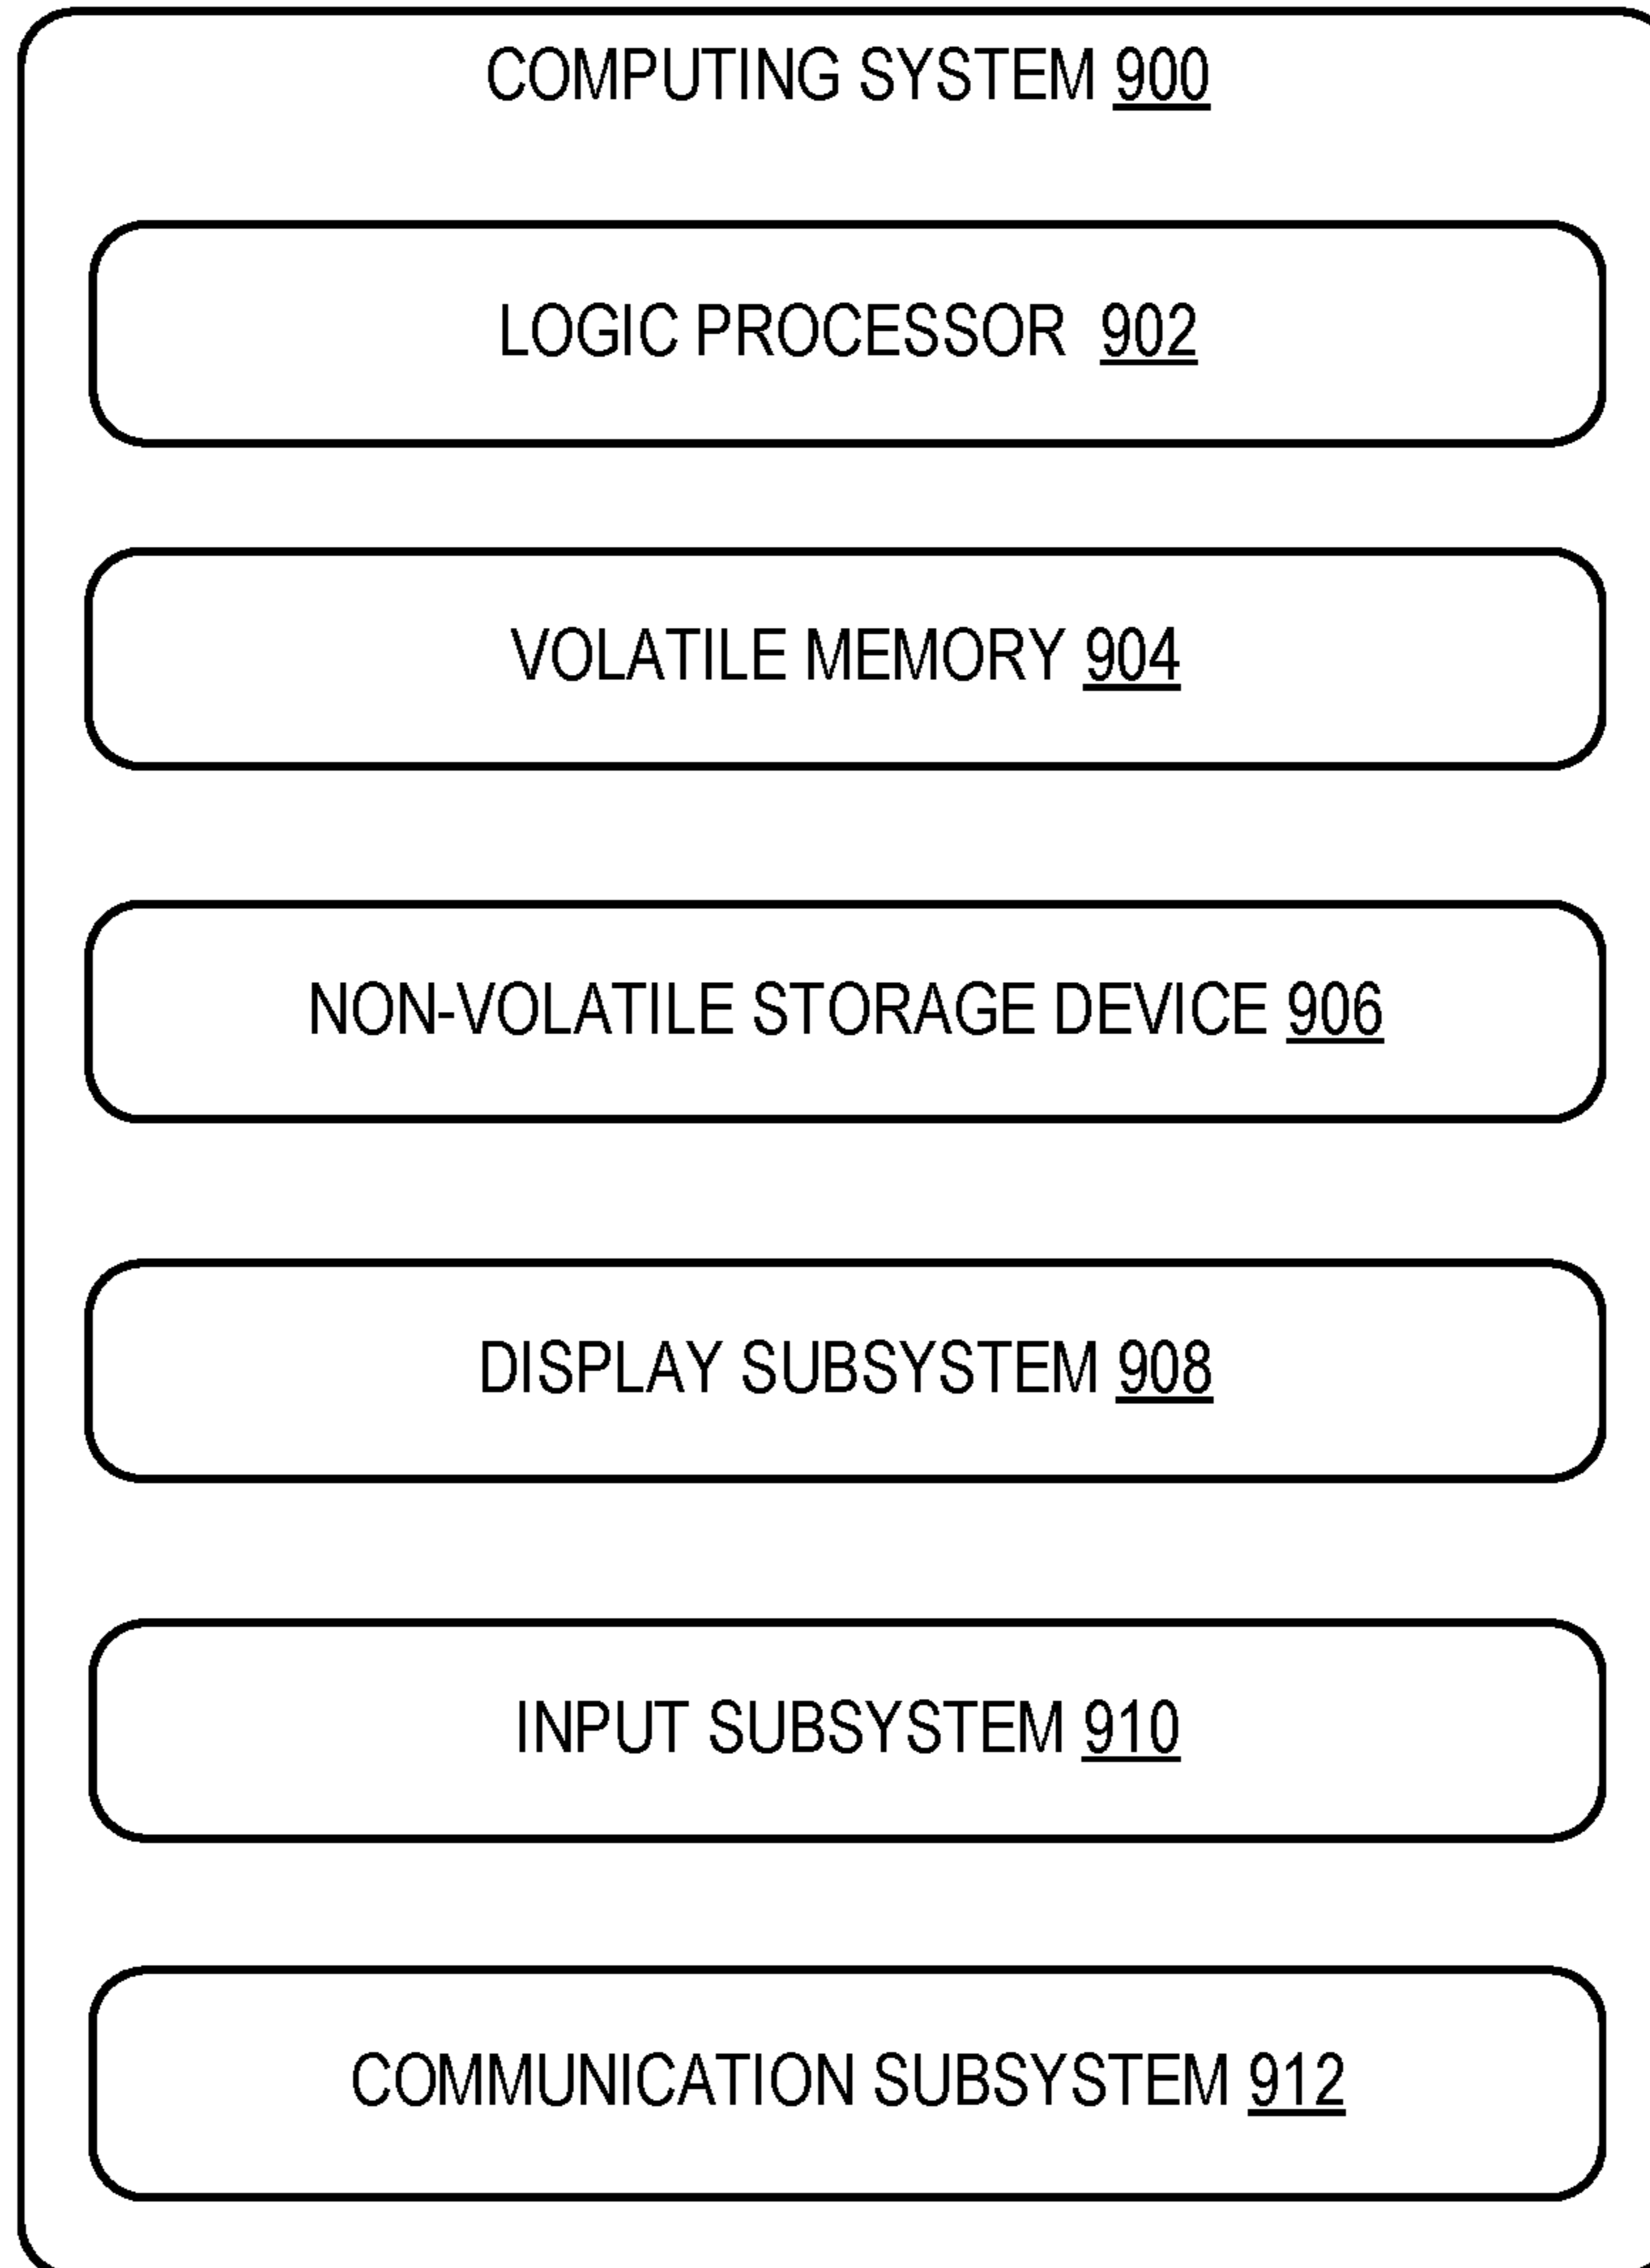 COMPUTING SYSTEM 900
LOGIC PROCESSOR 902
VOLATILE MEMORY 904
NON-VOLATILE STORAGE DEVICE 906
DISPLAY SUBSYSTEM 908
INPUT SUBSYSTEM 910
COMMUNICATION SUBSYSTEM 912